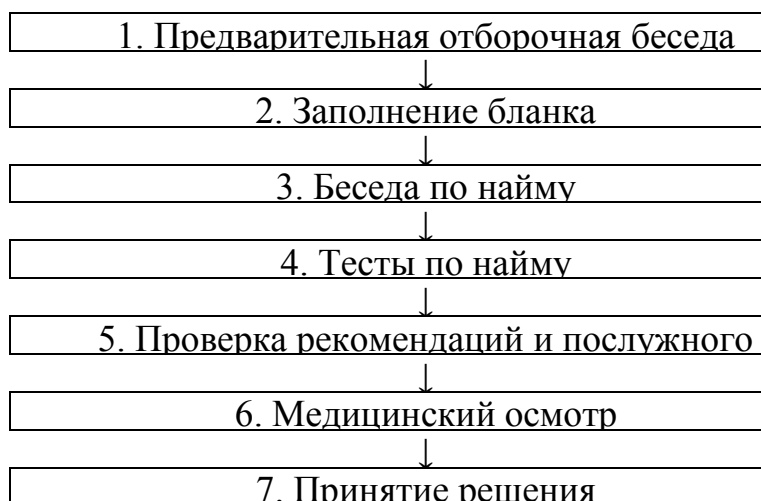 1. Предварительная отборочная беседа
↓
2. Заполнение бланка
↓
3. Беседа по найму
↓
4. Тесты по найму
↓
5. Проверка рекомендаций и послужного
↓
6. Медицинский осмотр
↓
7. Принятие решения